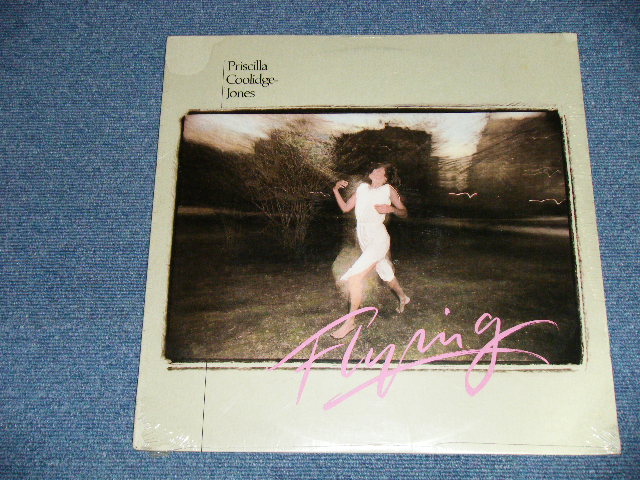 Priscilla
Coolidge-
Jones
Flying